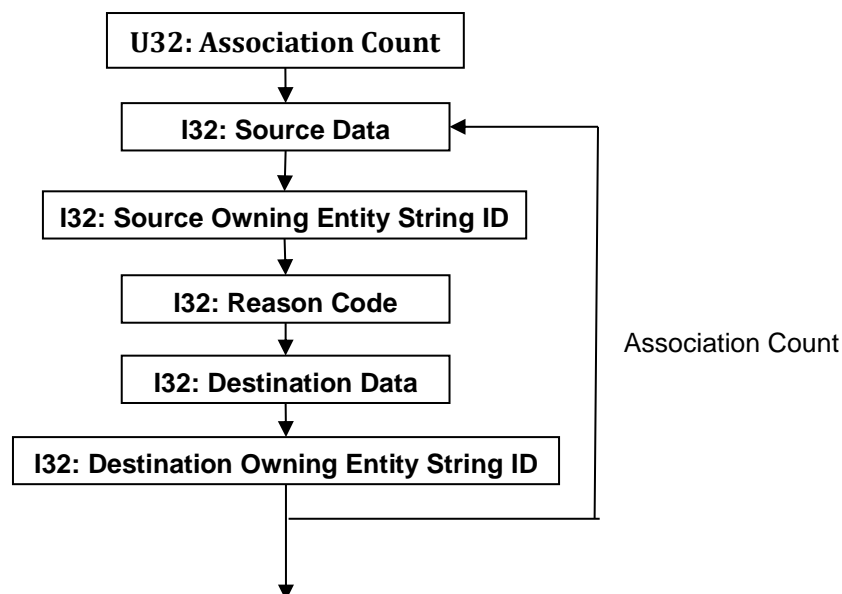 U32: Association Count
I32: Source Data
I32: Source Owning Entity String ID
I32: Reason Code
Association Count
I32: Destination Data
I32: Destination Owning Entity String ID